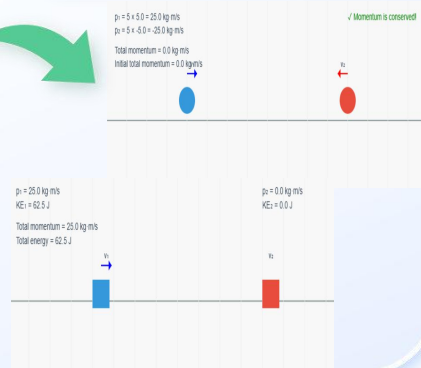 p₁ = 5 × 5.0 = 25.0 kg·m/s
✓ Momentum is conserved!
p₂ = 5 × -5.0 = -25.0 kg·m/s
Total momentum = 0.0 kg·m/s
Initial total momentum = 0.0 kg·m/s
v₂
p₁ = 25.0 kg·m/s
p₂ = 0.0 kg·m/s
KE₁ = 62.5 J
KE₂ = 0.0 J
Total momentum = 25.0 kg·m/s
Total energy = 62.5 J
v₁
v₂